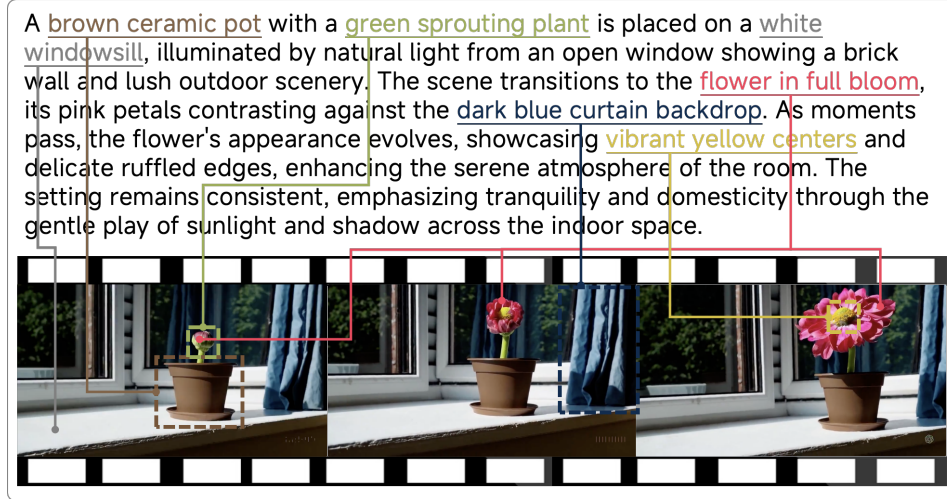 A brown ceramic pot with a green sprouting plant is placed on a white
windowsill, illuminated by natural light from an open window showing a brick
wall and lush outdoor scenery. The scene transitions to the flower in full bloom,
its pink petals contrasting against the dark blue curtain backdrop. As moments
pass, the flower's appearance evolves, showcasing vibrant yellow centers and
delicate ruffled edges, enhancing the serene atmosphere of the room. The
setting remains consistent, emphasizing tranquility and domesticity through the
gentle play of sunlight and shadow across the indoor space.